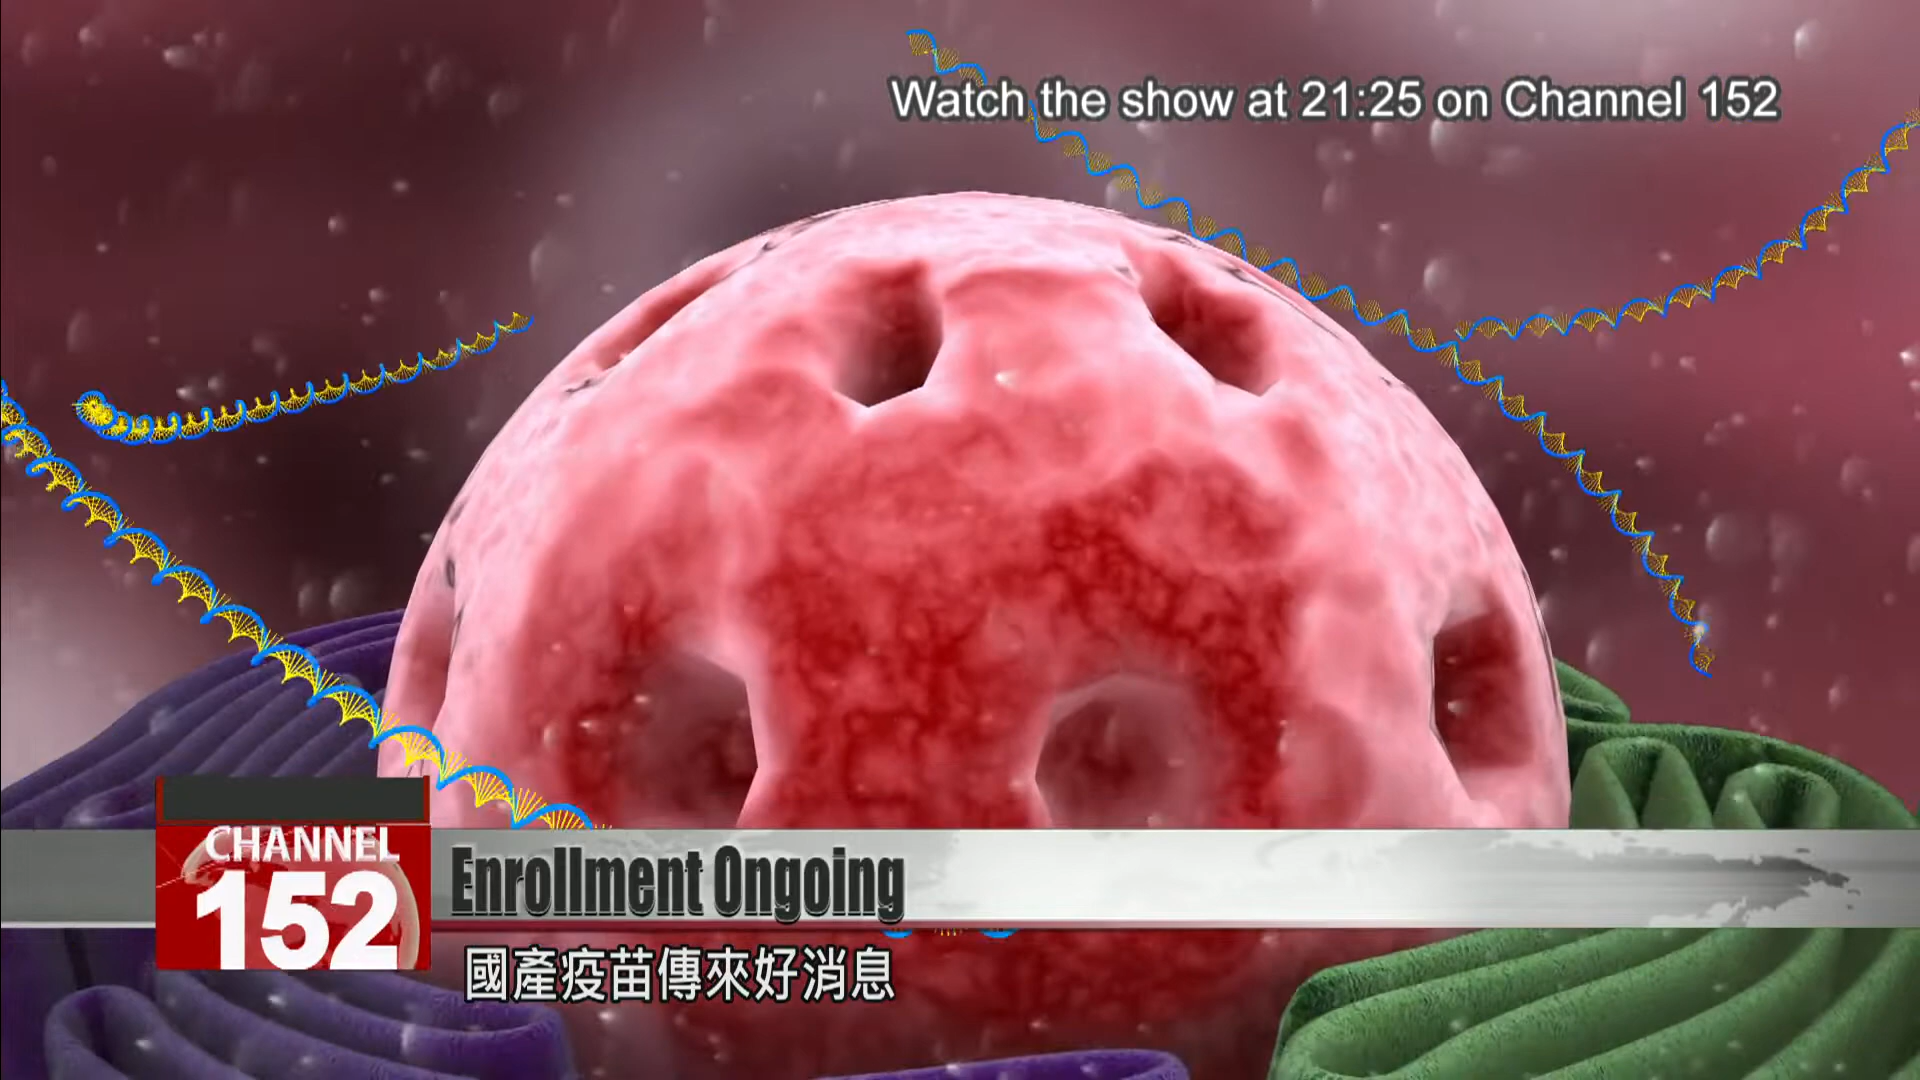 Watch the show at 21:25 on Channel 152
CHANNEL
152
Enrollment Ongoing
國產疫苗傳來好消息